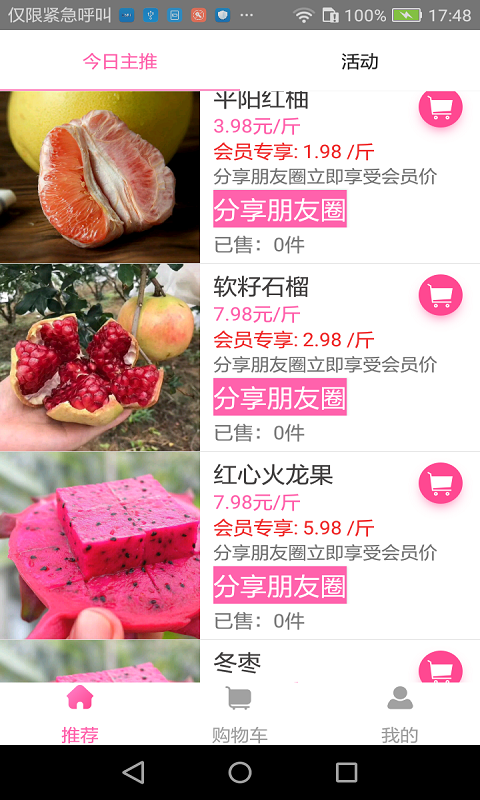 仅限紧急呼叫 ... 100% 17:48
今日主推 活动
平阳红柚
3.98元/斤
会员专享: 1.98 /斤
分享朋友圈立即享受会员价
分享朋友圈
已售：0件
软籽石榴
7.98元/斤
会员专享: 2.98 /斤
分享朋友圈立即享受会员价
分享朋友圈
已售：0件
红心火龙果
7.98元/斤
会员专享: 5.98 /斤
分享朋友圈立即享受会员价
分享朋友圈
已售：0件
冬枣
推荐 购物车 我的